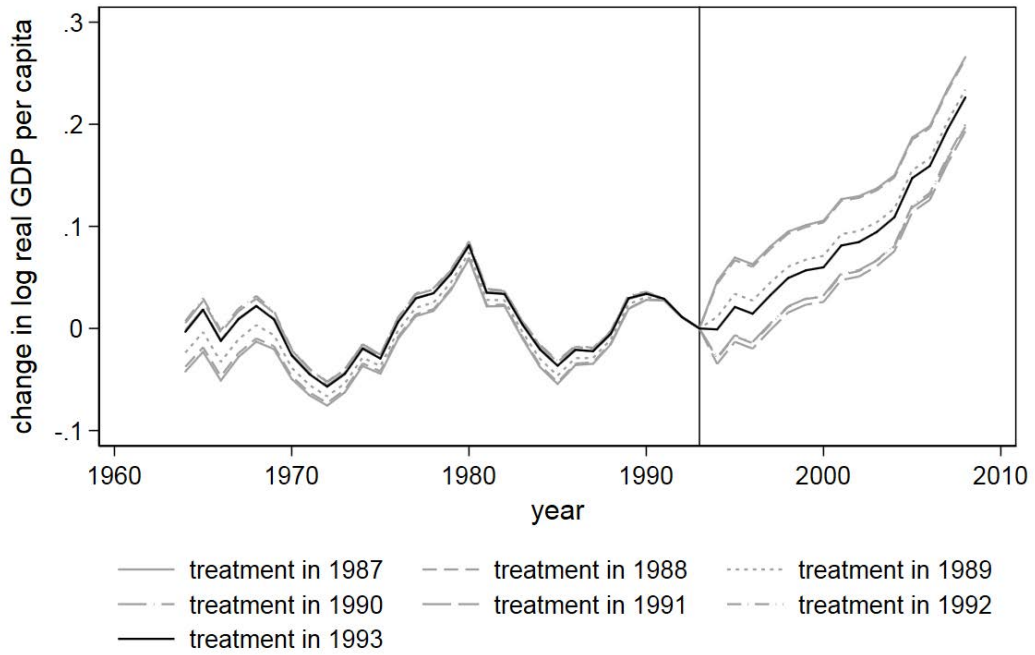 change in log real GDP per capita
.3
.2
.1
0
-.1
1960 1970 1980 1990 2000 2010
year
treatment in 1987 treatment in 1988 treatment in 1989
treatment in 1990 treatment in 1991 treatment in 1992
treatment in 1993